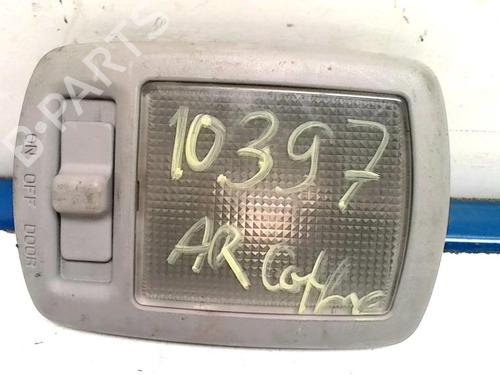 B-PARTS
10397
ON OFF DOOR
AR Coffre